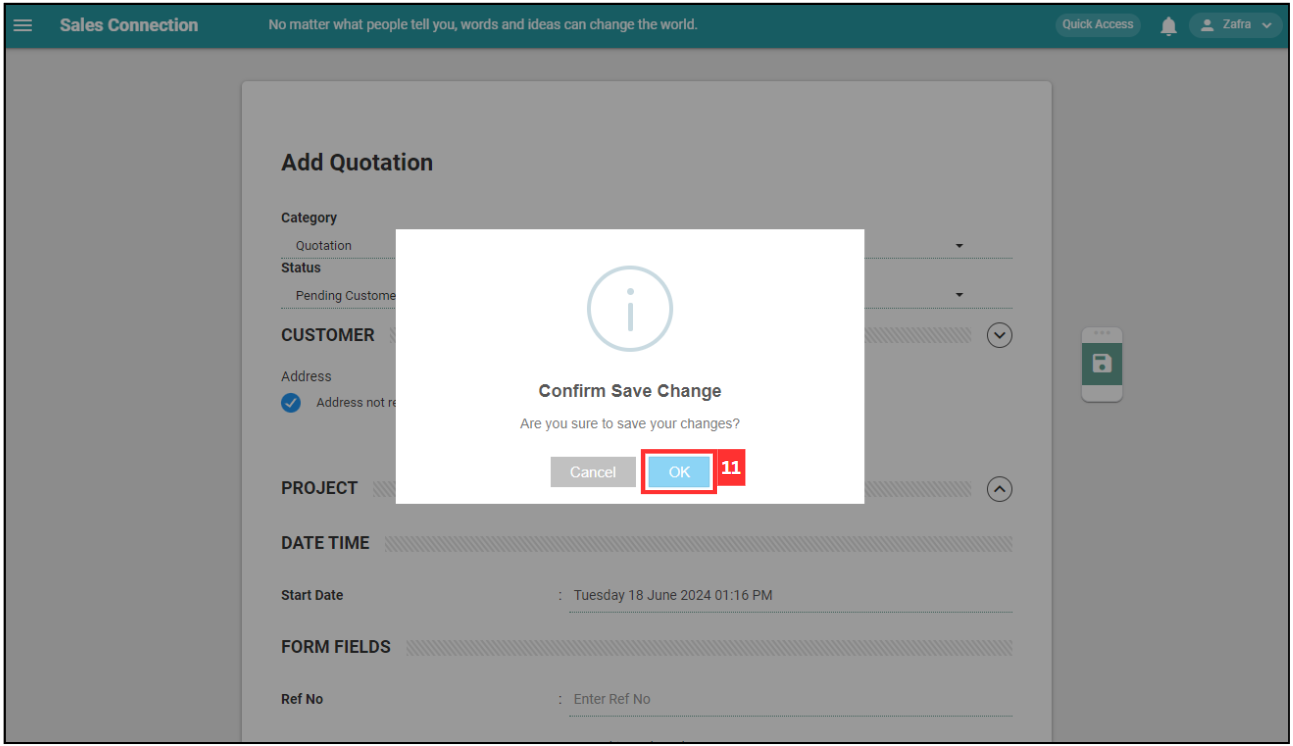 Sales Connection No matter what people tell you, words and ideas can change the world. Quick Access Zafra
Add Quotation
Category
Quotation
Status
Pending Custome
CUSTOMER
Address
Address not re
i
Confirm Save Change
Are you sure to save your changes?
Cancel OK 11
PROJECT
DATE TIME
Start Date : Tuesday 18 June 2024 01:16 PM
FORM FIELDS
Ref No : Enter Ref No